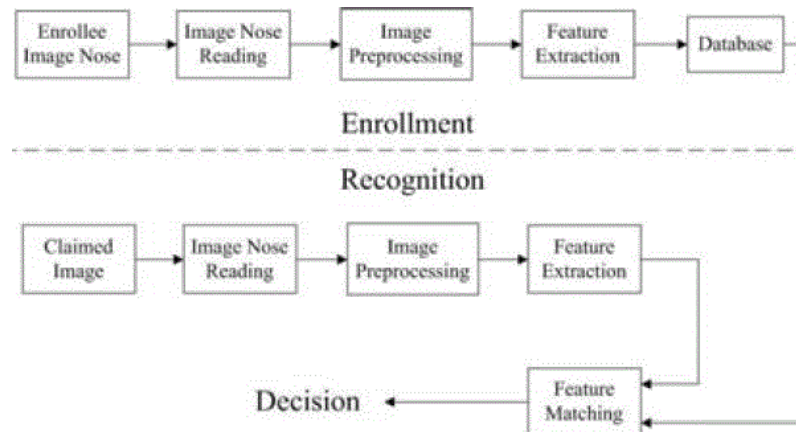 Enrollee
Image Nose
Image Nose
Reading
Image
Preprocessing
Feature
Extraction
Database
Enrollment
Recognition
Claimed
Image
Image Nose
Reading
Image
Preprocessing
Feature
Extraction
Decision
Feature
Matching